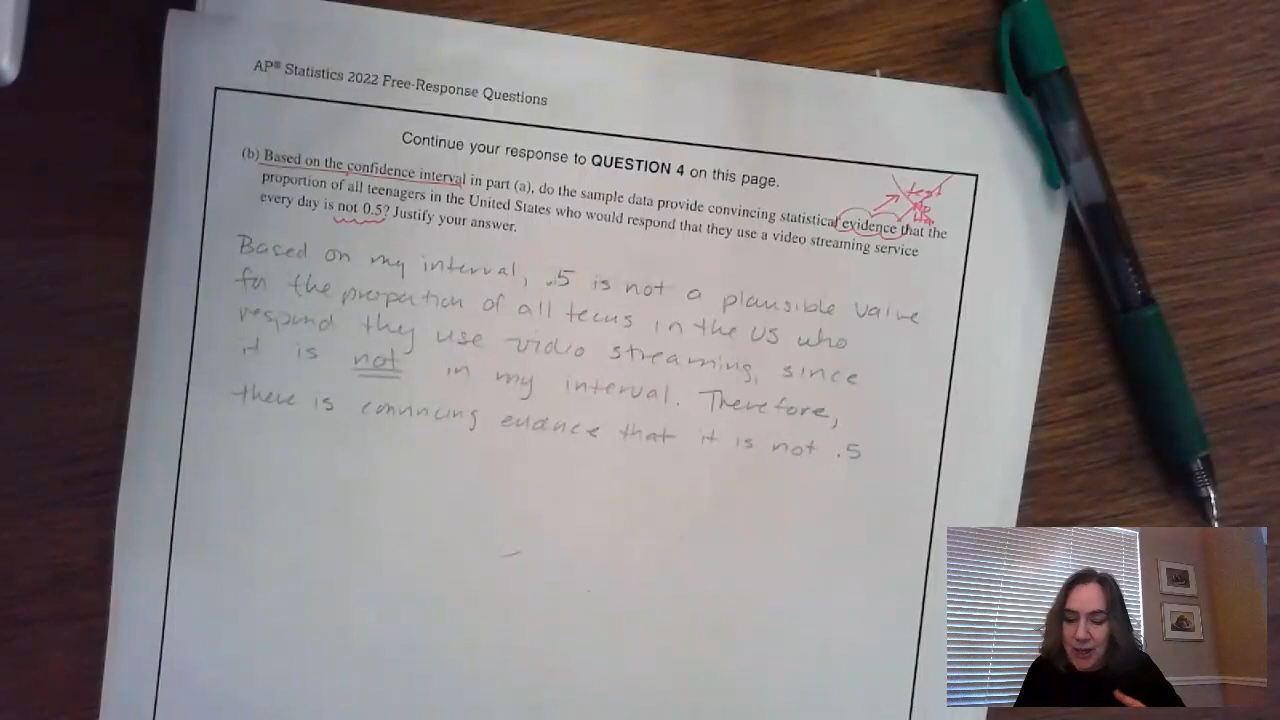 AP® Statistics 2022 Free-Response Questions
Continue your response to QUESTION 4 on this page.
(b) Based on the confidence interval in part (a), do the sample data provide convincing statistical evidence that the
proportion of all teenagers in the United States who would respond that they use a video streaming service
every day is not 0.5? Justify your answer.
test
Based on my interval, .5 is not a plausible value
for the proportion of all teens in the US who
respond they use video streaming, since
it is not in my interval. Therefore,
there is convincing evidance that it is not .5